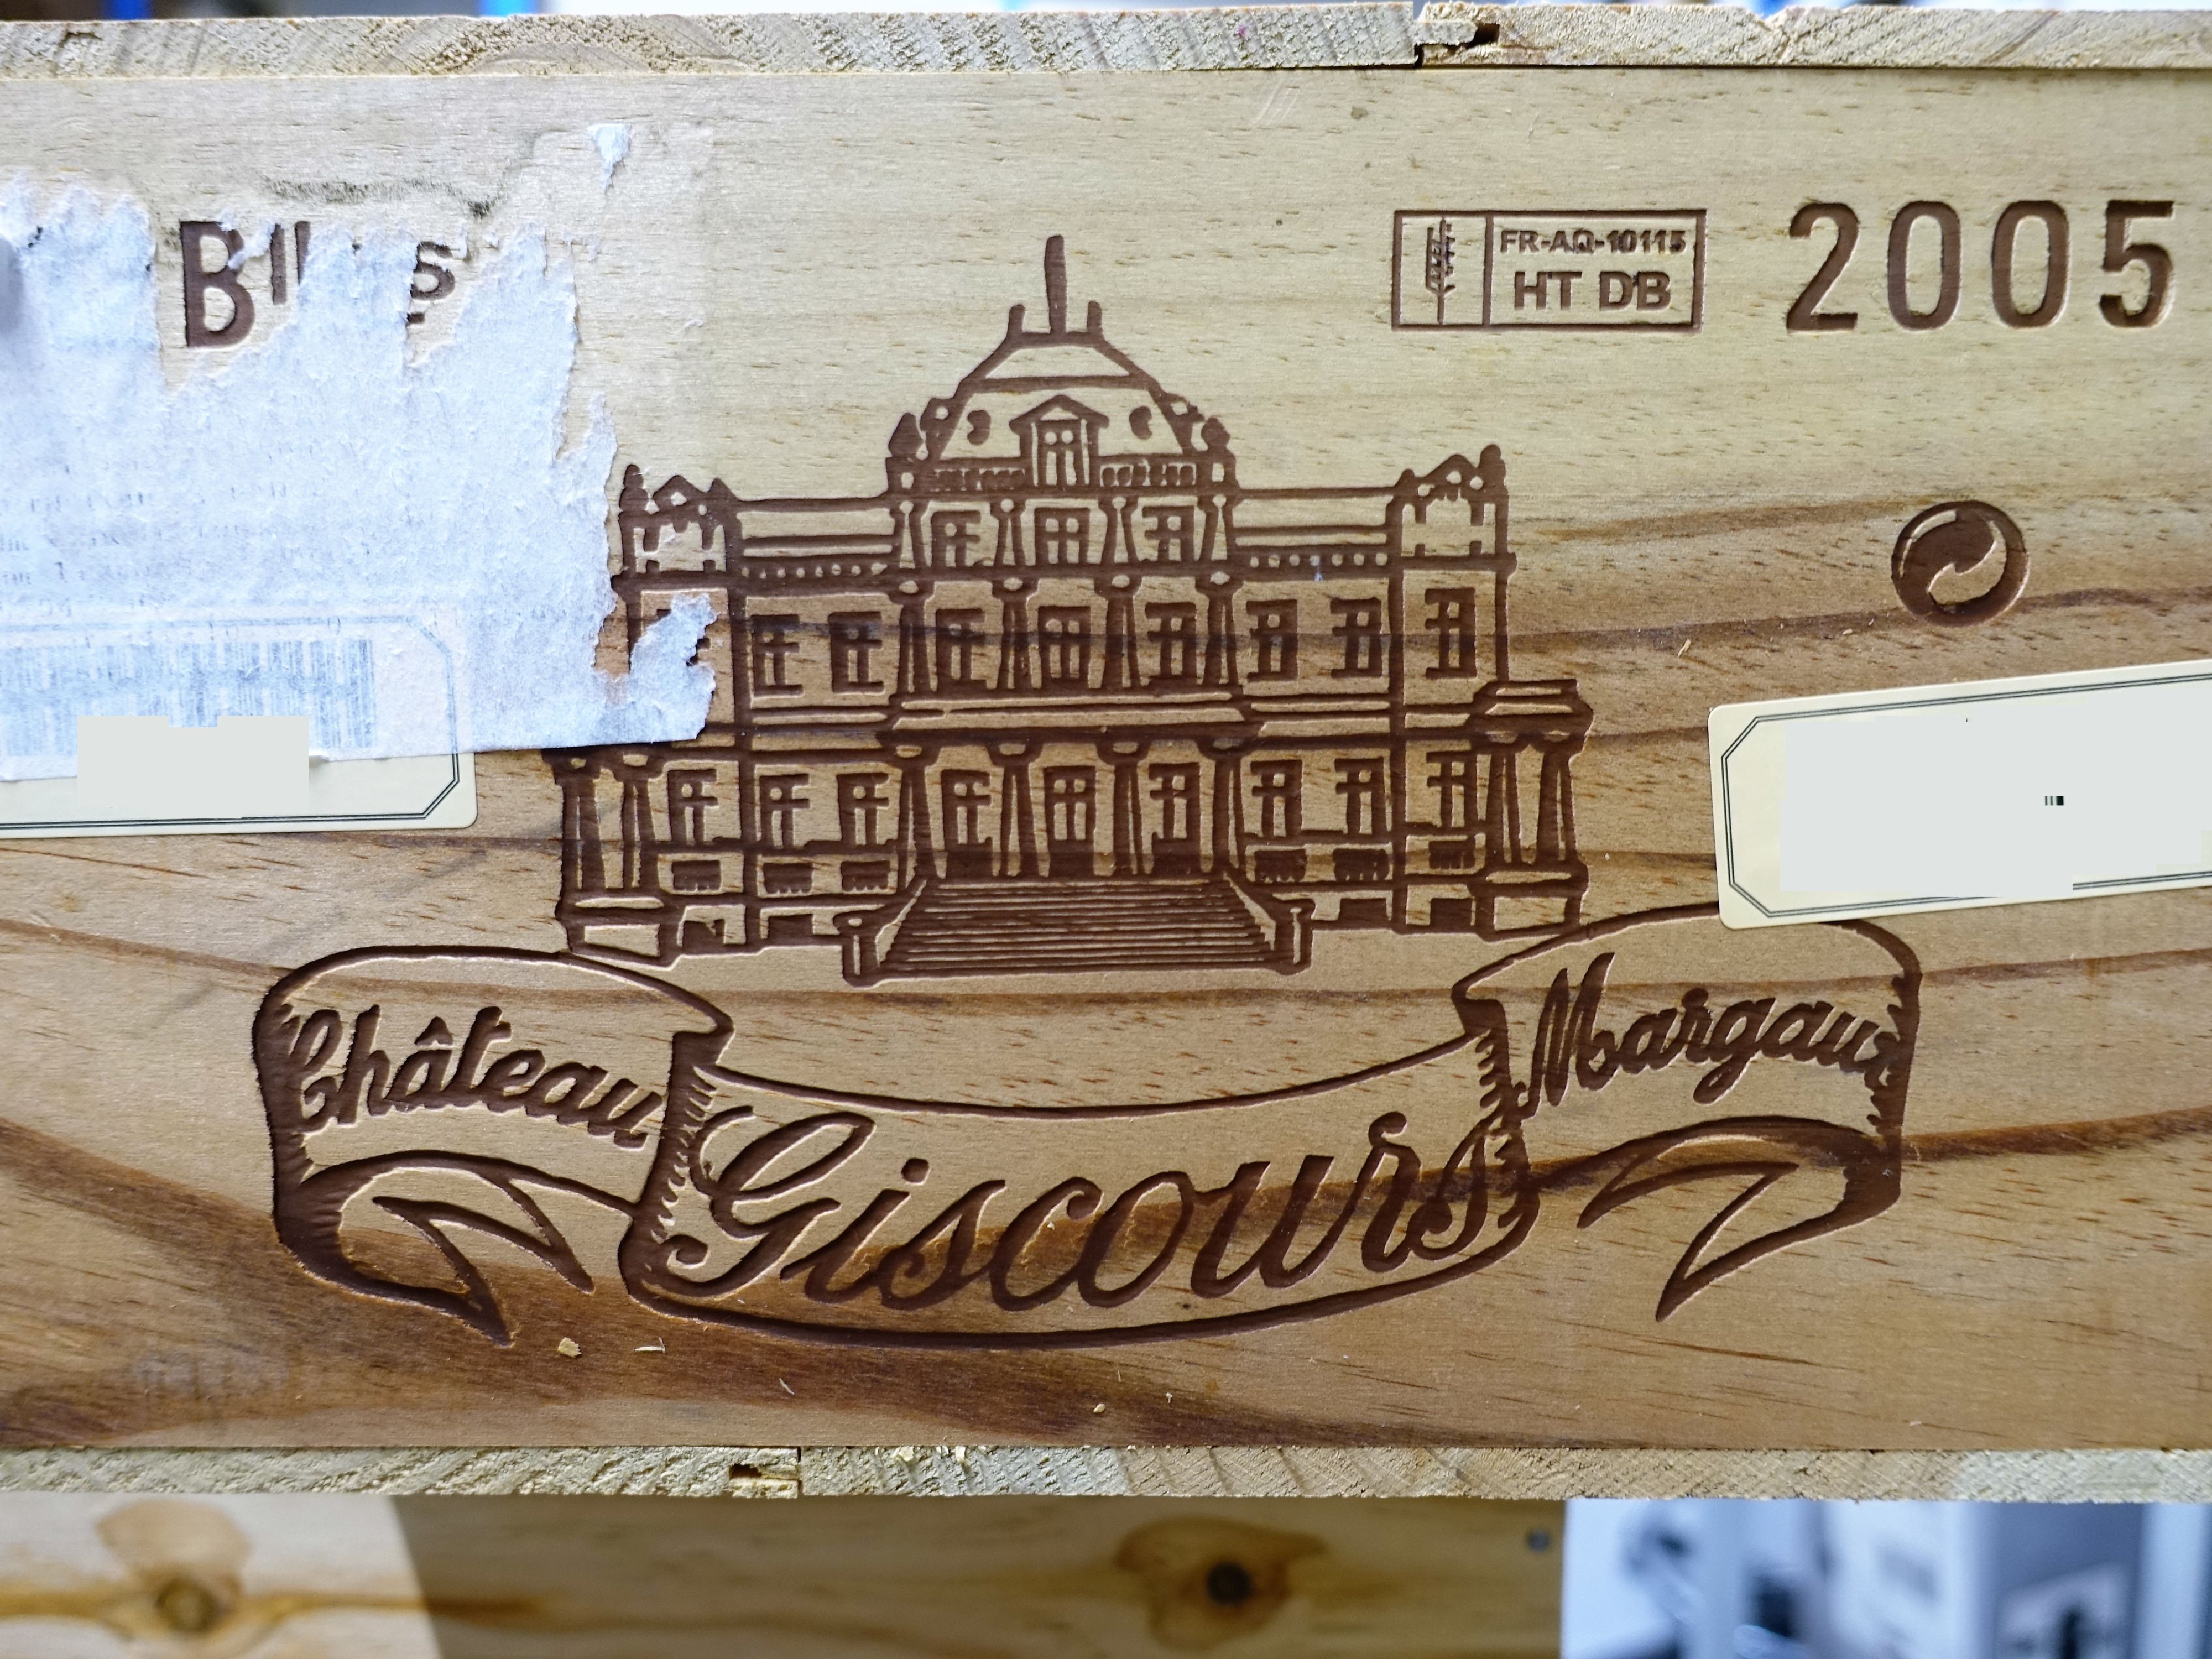 2005
FR-AQ-10115
HT DB
Château
Giscours
Margaux